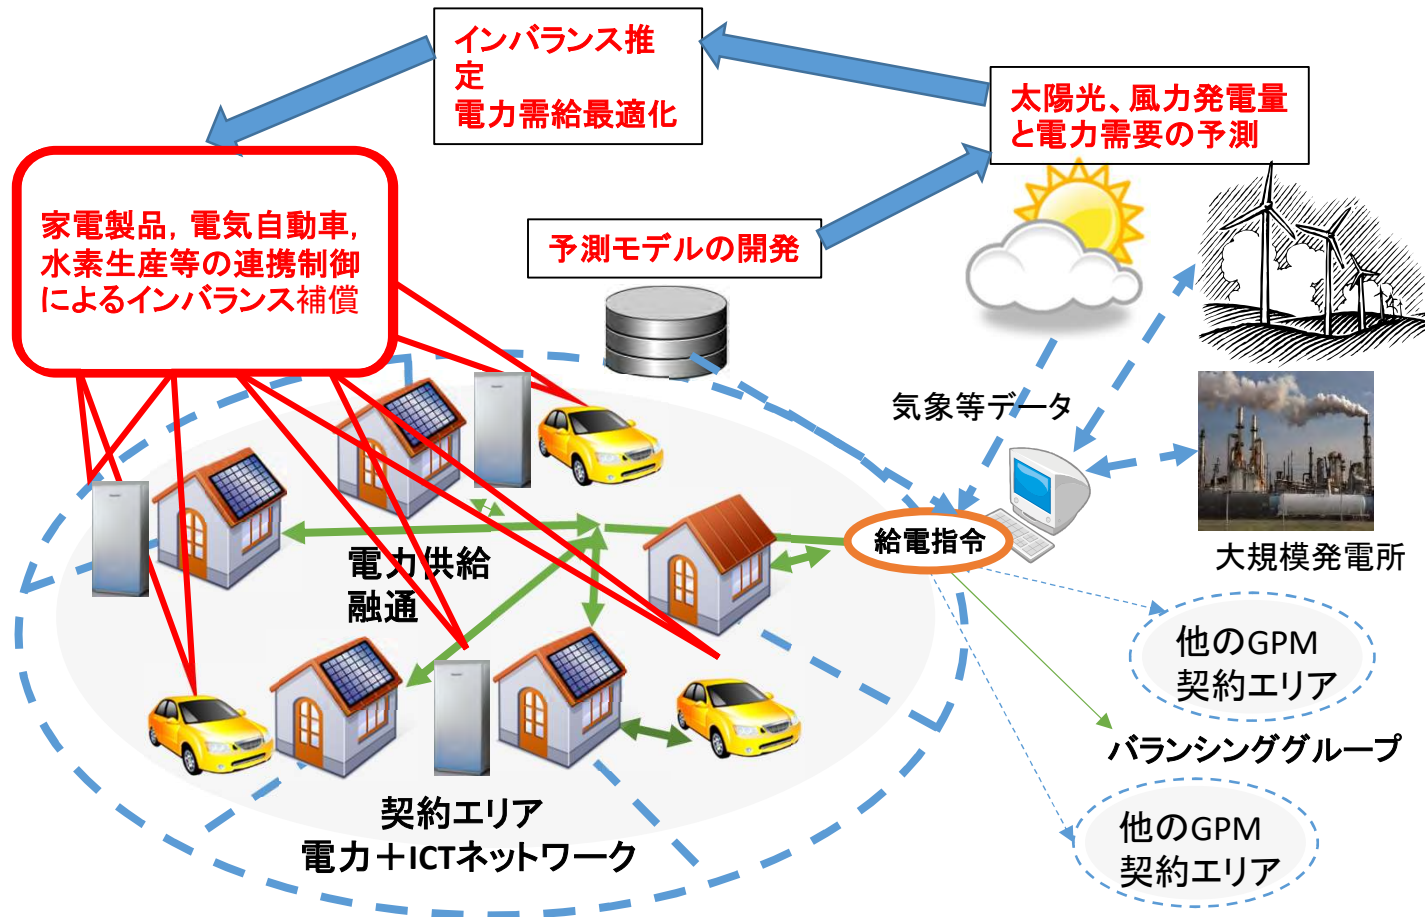 インバランス推
定
電力需給最適化
太陽光、風力発電量
と電力需要の予測
家電製品，電気自動車，
水素生産等の連携制御
によるインバランス補償
予測モデルの開発
気象等データ
給電指令
大規模発電所
電力供給
融通
他のGPM
契約エリア
バランシンググループ
他のGPM
契約エリア
契約エリア
電力＋ICTネットワーク